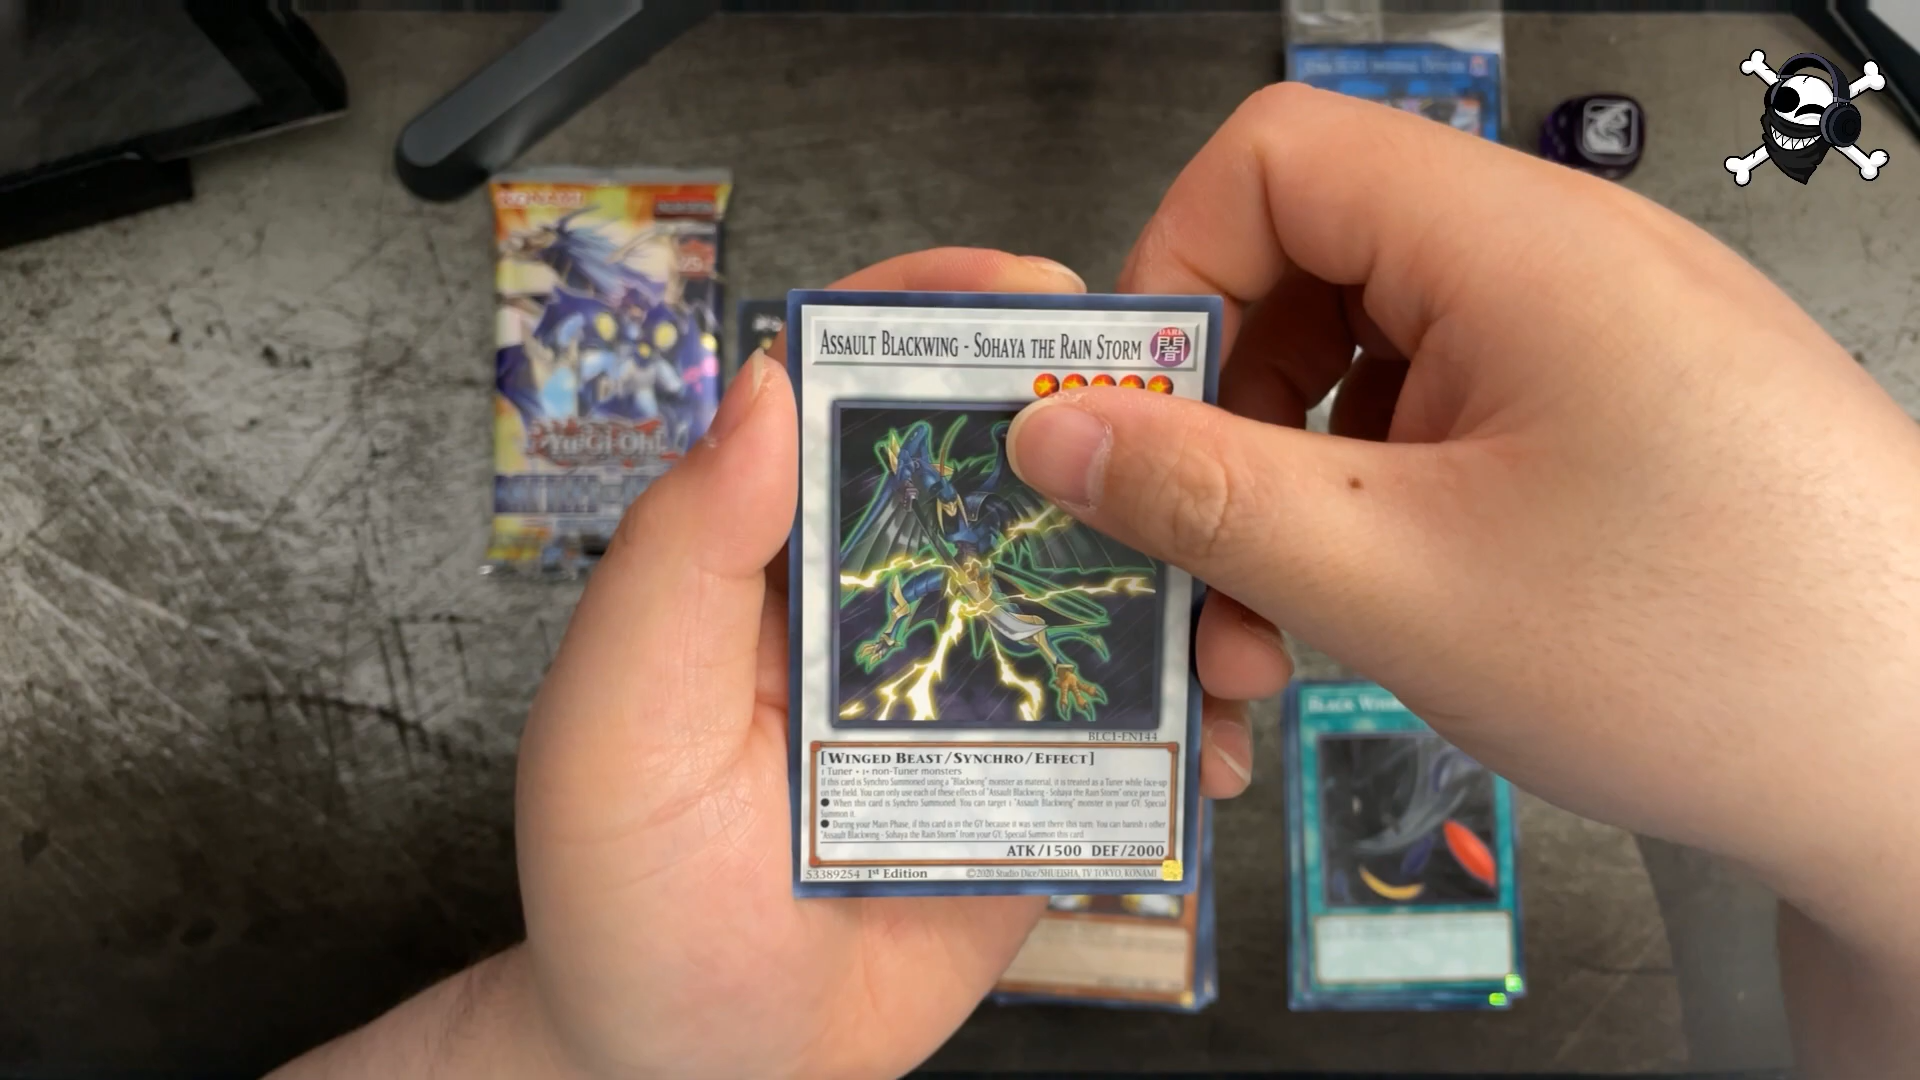 KONAMI
Yu-Gi-Oh!
ASSAULT BLACKWING - SOHAYA THE RAIN STORM
DARK
闇
BLC1-EN144
[WINGED BEAST/SYNCHRO/EFFECT]
1 Tuner + 1+ non-Tuner monsters
If this card is Synchro Summoned using a "Blackwing" monster as material, it is treated as a Tuner while face-up
on the field. You can only use each of these effects of "Assault Blackwing - Sohaya the Rain Storm" once per turn.
● When this card is Synchro Summoned: You can target 1 "Assault Blackwing" monster in your GY; Special
Summon it.
● During your Main Phase, if this card is in the GY because it was sent there this turn: You can banish 1 other
"Assault Blackwing - Sohaya the Rain Storm" from your GY; Special Summon this card.
ATK/1500 DEF/2000
53389254 1st Edition ©2020 Studio Dice/SHUEISHA, TV TOKYO, KONAMI
BLACK